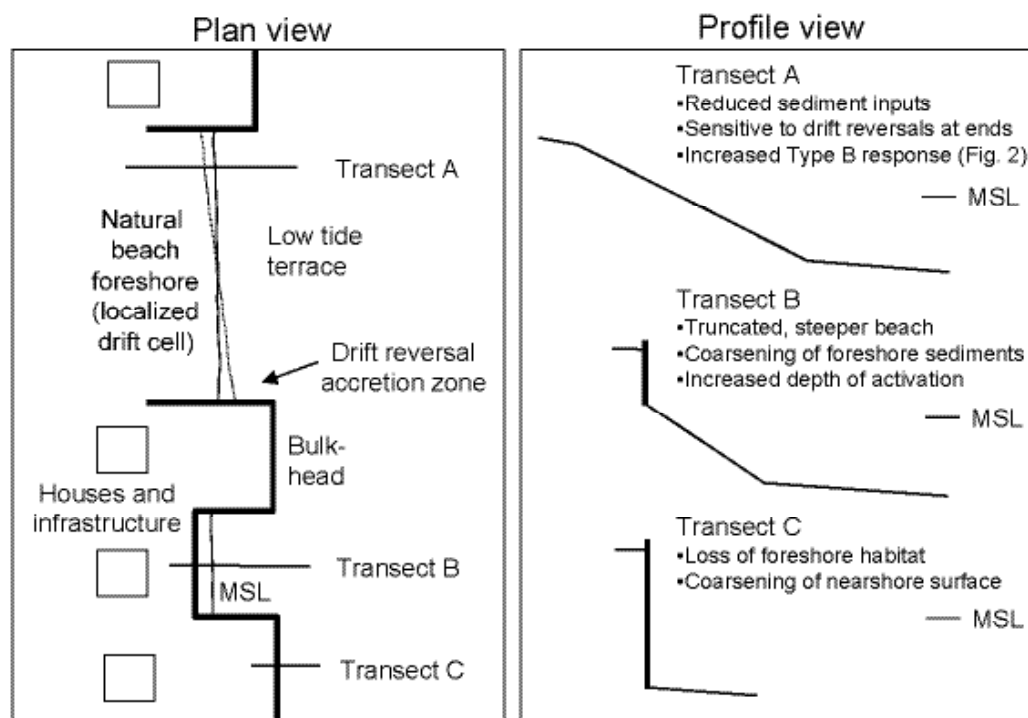 Plan view
Transect A
Natural
beach
foreshore
(localized
drift cell)
Low tide
terrace
Drift reversal
accretion zone
Bulk-
head
Houses and
infrastructure
Transect B
MSL
Transect C
Profile view
Transect A
•Reduced sediment inputs
•Sensitive to drift reversals at ends
•Increased Type B response (Fig. 2)
MSL
Transect B
•Truncated, steeper beach
•Coarsening of foreshore sediments
•Increased depth of activation
MSL
Transect C
•Loss of foreshore habitat
•Coarsening of nearshore surface
MSL